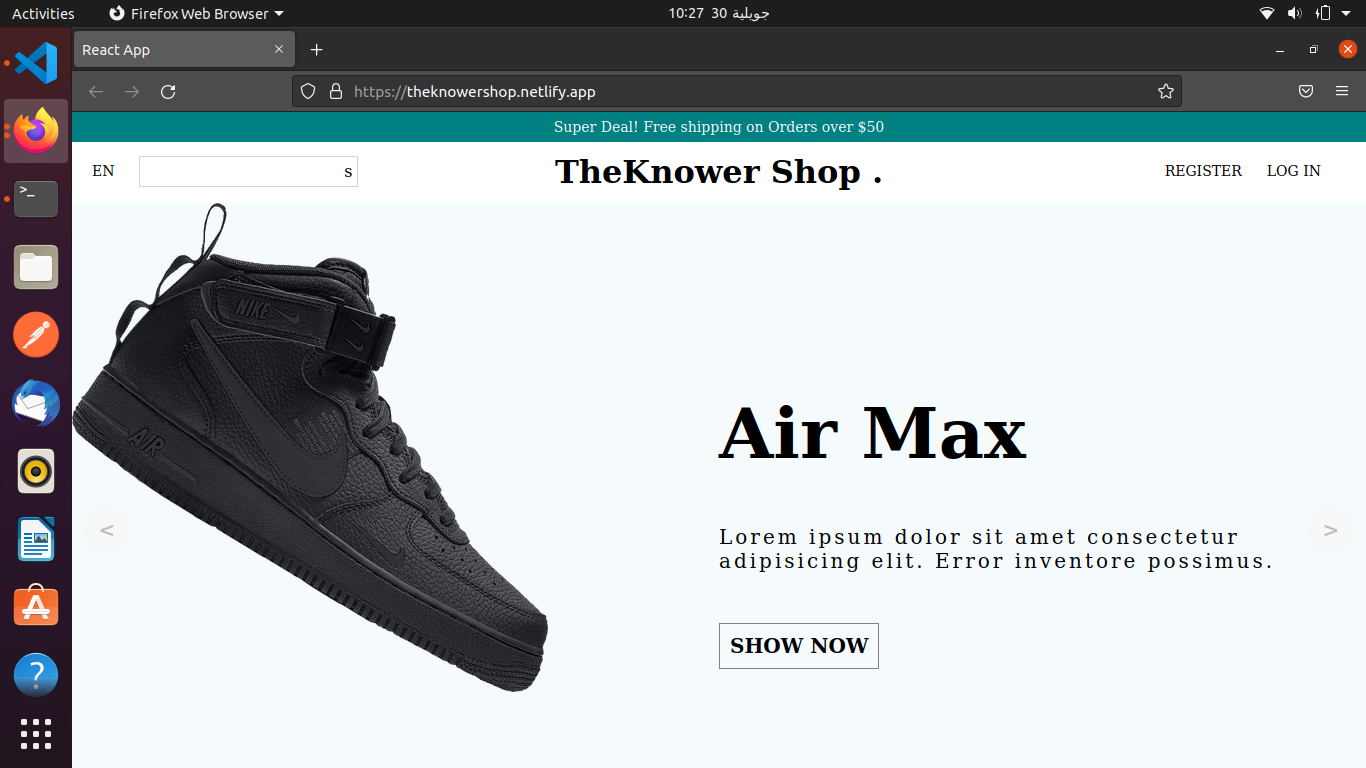 Activities
Firefox Web Browser
10:27 30 جويلية
React App
https://theknowershop.netlify.app
Super Deal! Free shipping on Orders over $50
EN
s
TheKnower Shop .
REGISTER
LOG IN
NIKE
AIR
Air Max
<
>
Lorem ipsum dolor sit amet consectetur
adipisicing elit. Error inventore possimus.
SHOW NOW
>_
A
?